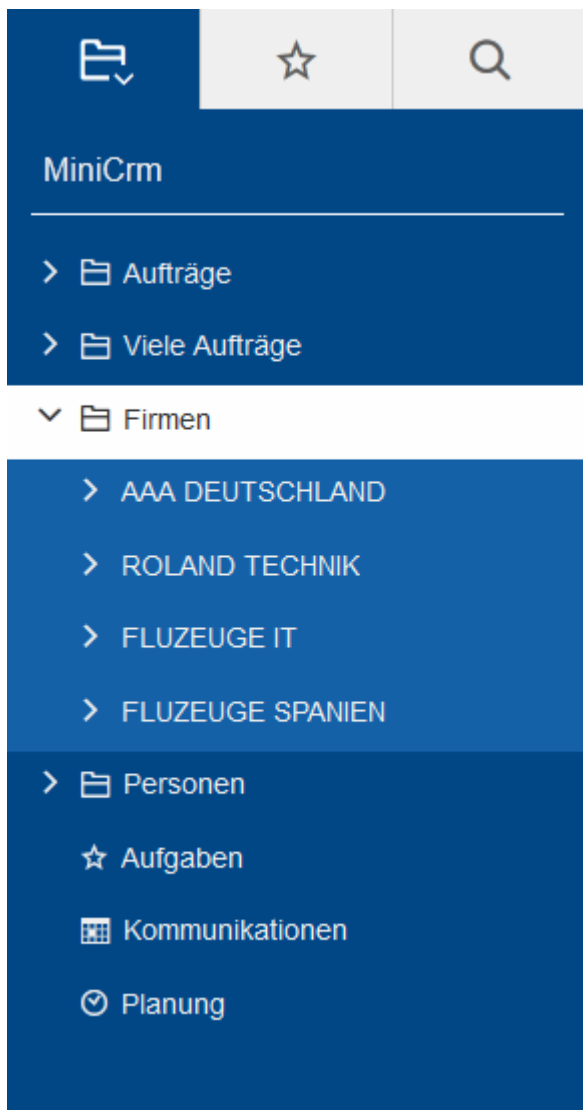 MiniCrm
Aufträge
Viele Aufträge
Firmen
AAA DEUTSCHLAND
ROLAND TECHNIK
FLUZEUGE IT
FLUZEUGE SPANIEN
Personen
Aufgaben
Kommunikationen
Planung